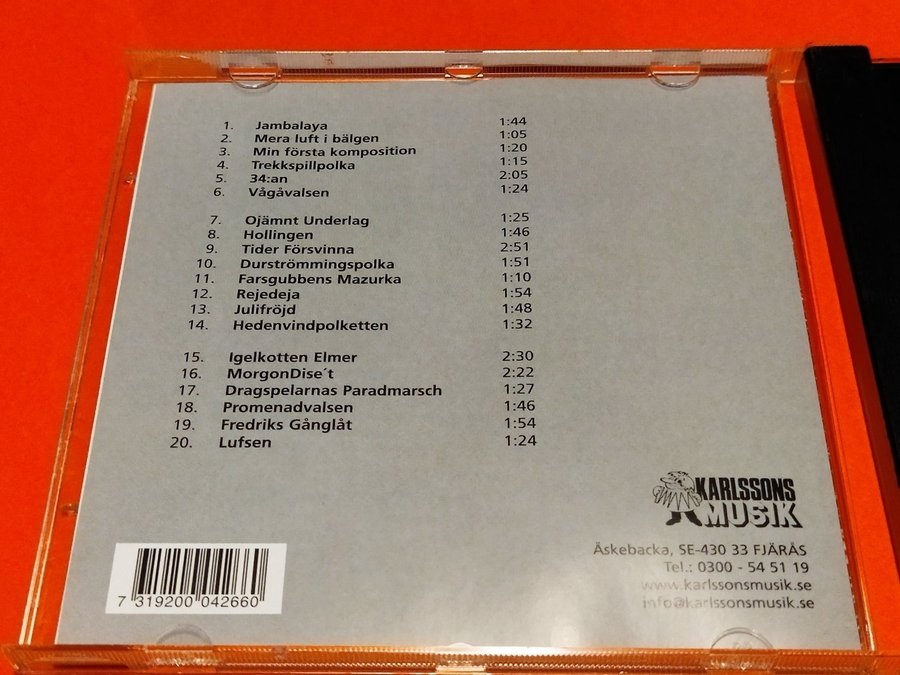 1. Jambalaya 1:44
2. Mera luft i bälgen 1:05
3. Min första komposition 1:20
4. Trekkspillpolka 1:15
5. 34:an 2:05
6. Vågåvalsen 1:24
7. Ojämnt Underlag 1:25
8. Hollingen 1:46
9. Tider Försvinna 2:51
10. Durströmmingspolka 1:51
11. Farsgubbens Mazurka 1:10
12. Rejedeja 1:54
13. Julifröjd 1:48
14. Hedenvindpolketten 1:32
15. Igelkotten Elmer 2:30
16. MorgonDise´t 2:22
17. Dragspelarnas Paradmarsch 1:27
18. Promenadvalsen 1:46
19. Fredriks Gånglåt 1:54
20. Lufsen 1:24
KARLSSONS
MUSIK
Äskebacka, SE-430 33 FJÄRÅS
Tel.: 0300 - 54 51 19
www.karlssonsmusik.se
info@karlssonsmusik.se
7 319200 042660